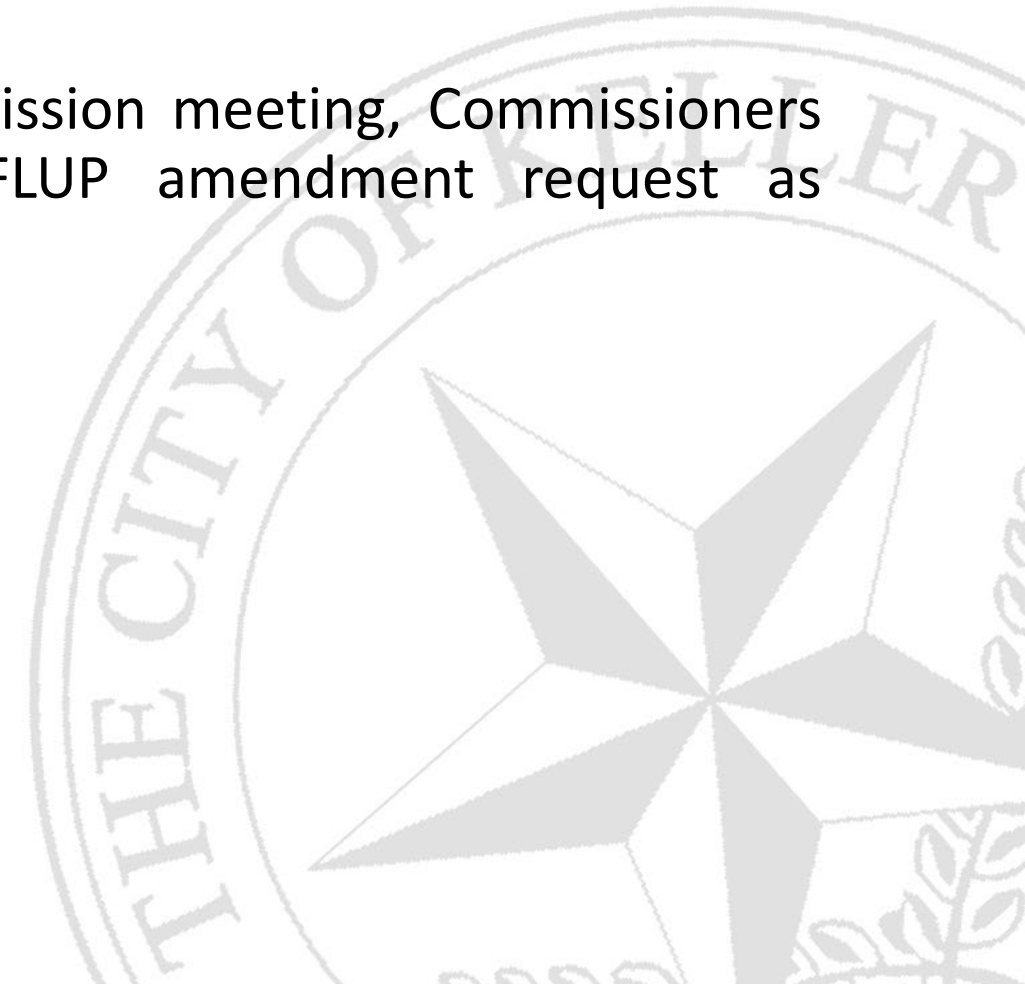 ission meeting, Commissioners
FLUP amendment request as
THE CITY OF KELLER